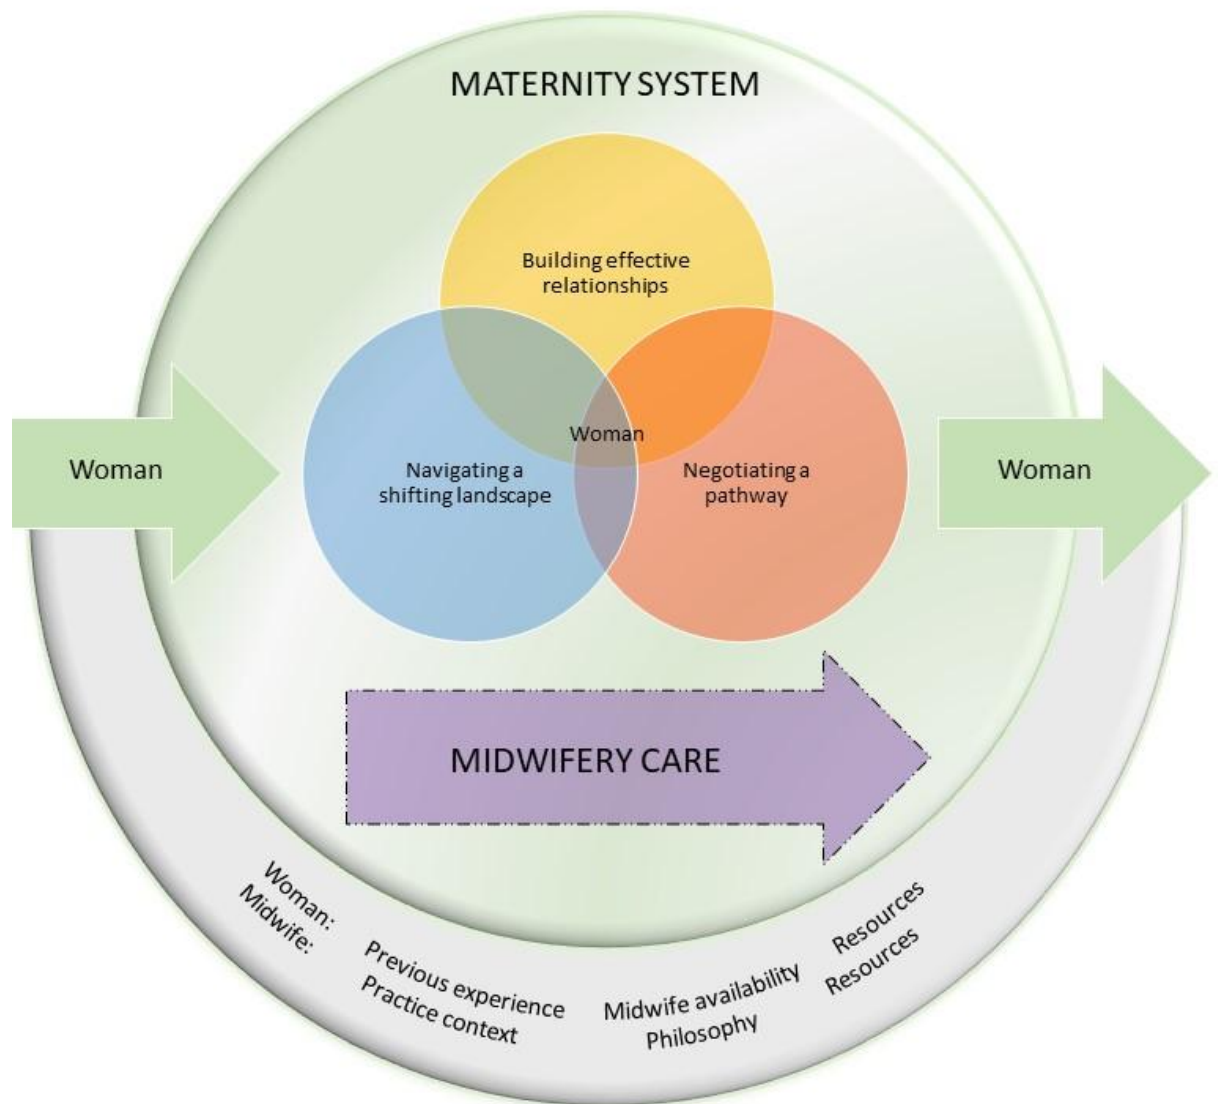 MATERNITY SYSTEM
Building effective
relationships
Woman
Woman
Navigating a
shifting landscape
Negotiating a
pathway
Woman
MIDWIFERY CARE
Woman:
Midwife:
Previous experience
Practice context
Midwife availability
Philosophy
Resources
Resources